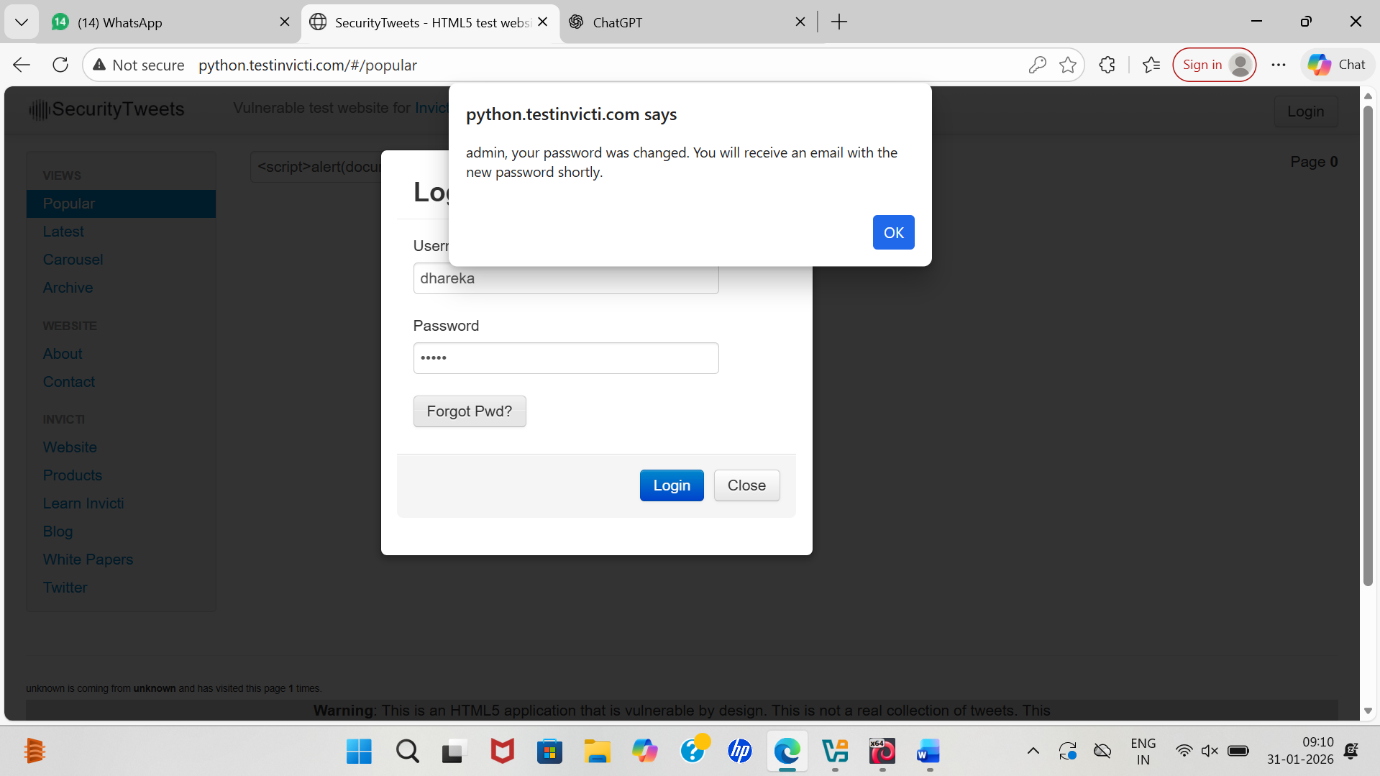 14 (14) WhatsApp
SecurityTweets - HTML5 test webs
ChatGPT
Not secure python.testinvicti.com/#/popular
Sign in
Chat
SecurityTweets
Vulnerable test website for Invic
Login
python.testinvicti.com says
admin, your password was changed. You will receive an email with the
new password shortly.
OK
VIEWS
Popular
Latest
Carousel
Archive
WEBSITE
About
Contact
INVICTI
Website
Products
Learn Invicti
Blog
White Papers
Twitter
<script>alert(docu
Page 0
Lo
Usern
dhareka
Password
•••••
Forgot Pwd?
Login
Close
unknown is coming from unknown and has visited this page 1 times.
Warning: This is an HTML5 application that is vulnerable by design. This is not a real collection of tweets. This
hp
X64
W
ENG
IN
09:10
31-01-2026